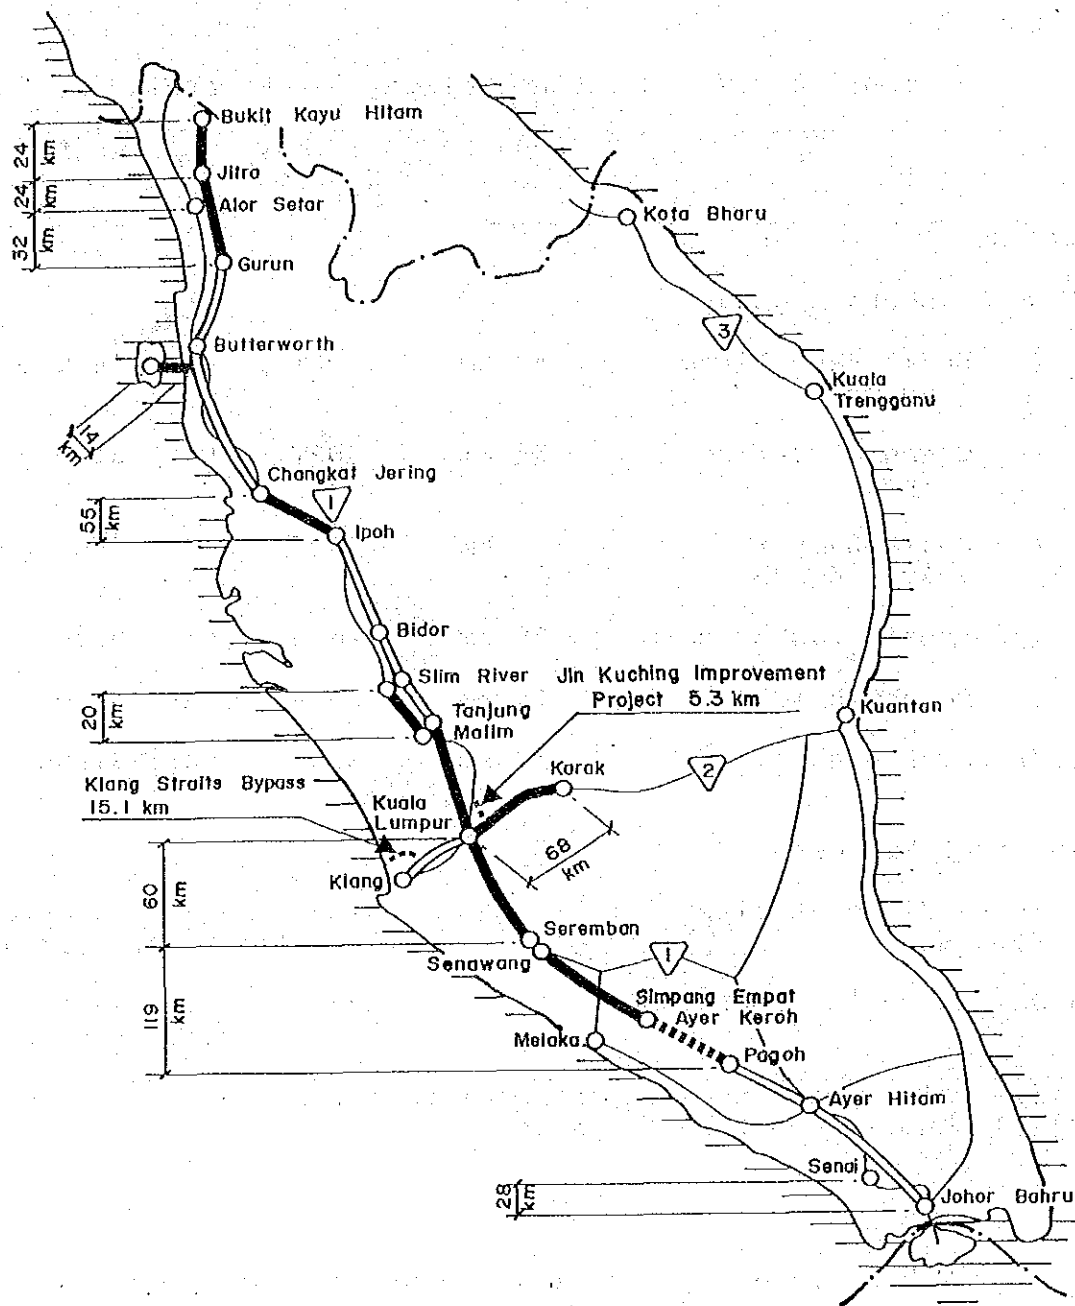 Bukit Kayu Hitam
24 km
Jitra
24 km
Alor Setar
Kota Bharu
32 km
Gurun
3
Butterworth
Kuala
Trengganu
14 km
Changkat Jering
1
55 km
Ipoh
Bidor
Slim River
Jln Kuching Improvement
Project 5.3 km
20 km
Tanjung
Malim
Kuantan
Karak
2
Klang Straits Bypass
15.1 km
Kuala
Lumpur
68 km
Klang
60 km
Seremban
Senawang
1
119 km
Simpang Empat
Ayer Keroh
Melaka
Pagoh
Ayer Hitam
Senai
28 km
Johor Bahru